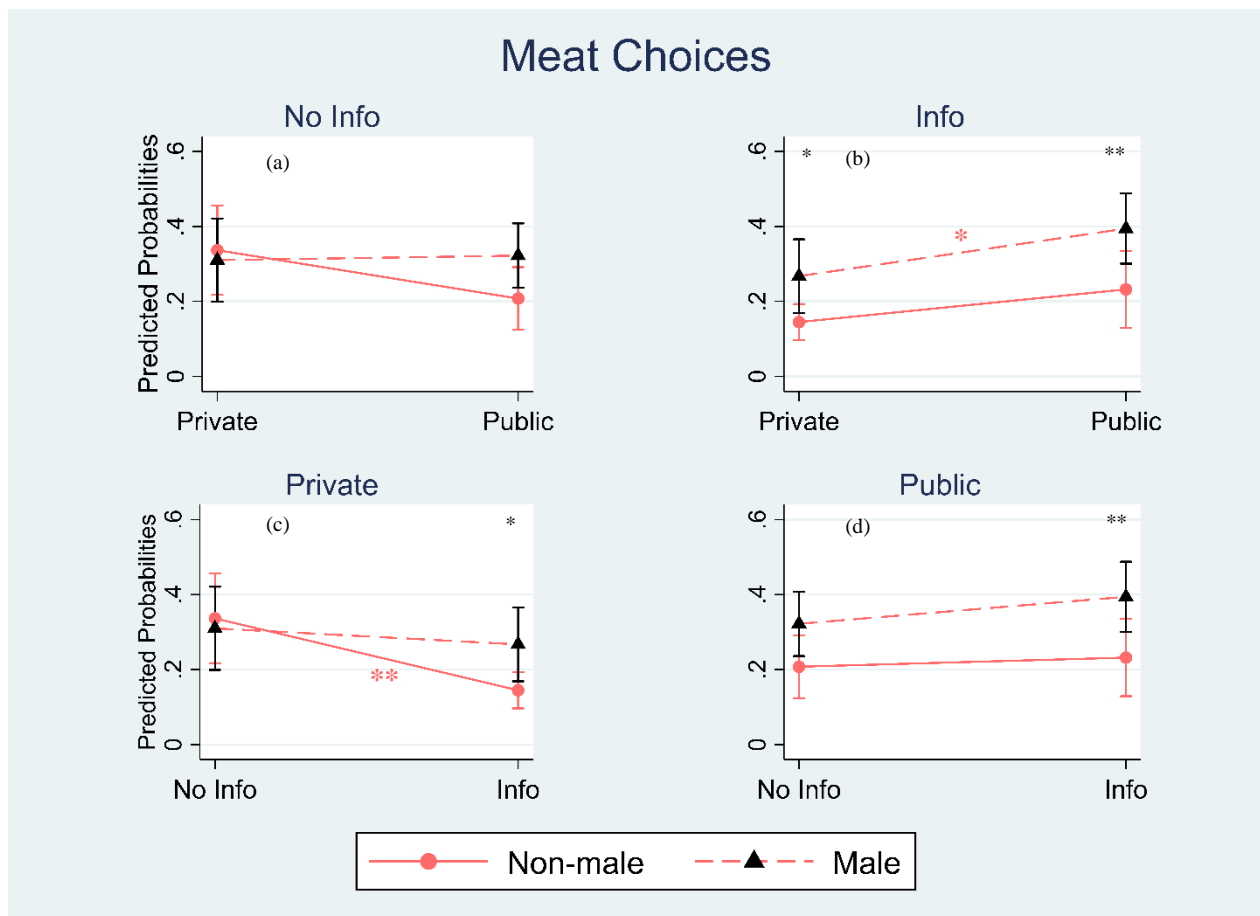 Meat Choices
No Info
Info
Predicted Probabilities
.6
.4
.2
0
(a)
Private
Public
.6
.4
.2
0
*
(b)
**
*
Private
Public
Private
Public
Predicted Probabilities
.6
.4
.2
0
(c)
*
**
No Info
Info
.6
.4
.2
0
(d)
**
No Info
Info
Non-male
Male